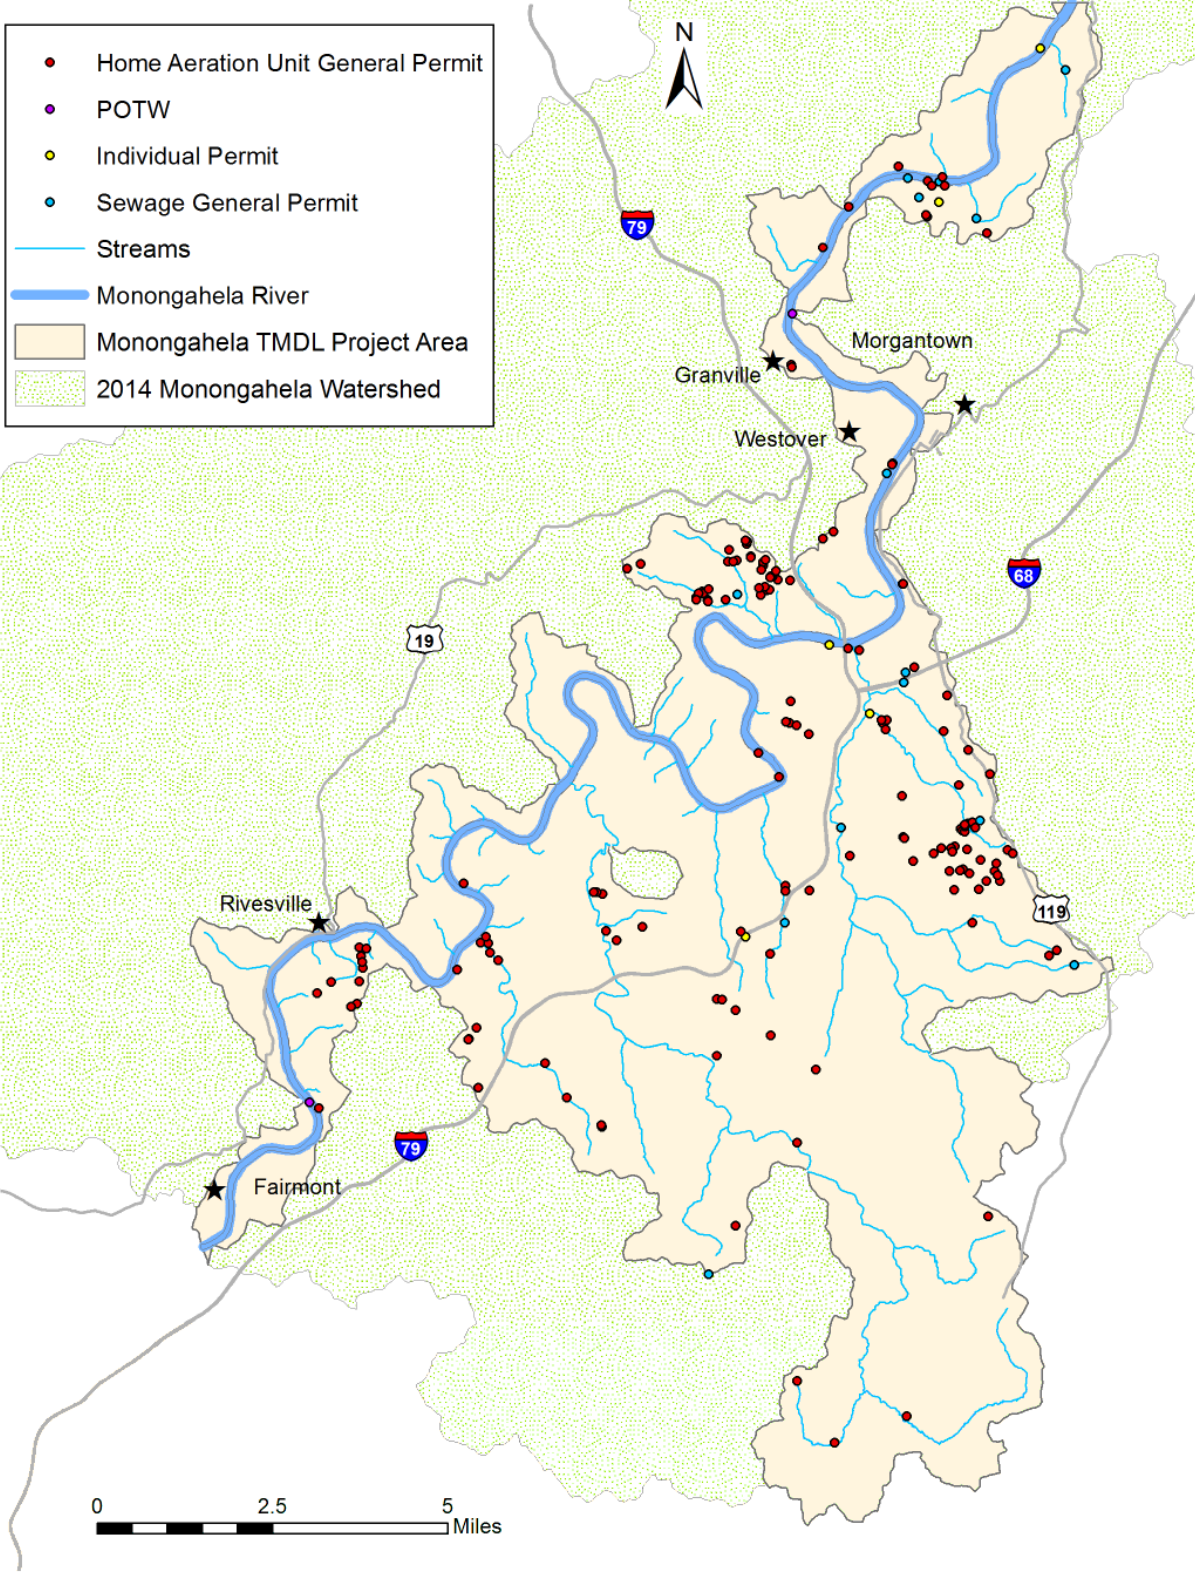 Home Aeration Unit General Permit
POTW
Individual Permit
Sewage General Permit
Streams
Monongahela River
Monongahela TMDL Project Area
2014 Monongahela Watershed
N
79
Morgantown
Granville
Westover
68
19
Rivesville
119
79
Fairmont
0 2.5 5
Miles